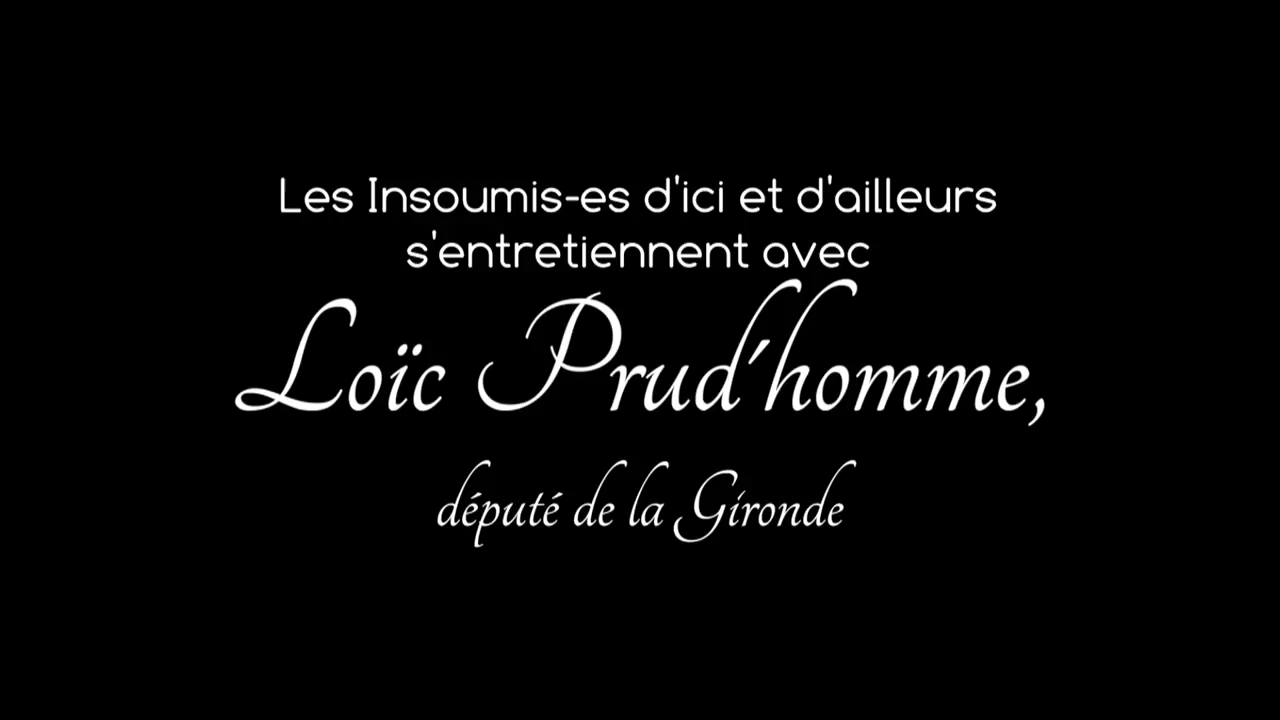 Les Insoumis-es d'ici et d'ailleurs
s'entretiennent avec
Loïc Prud'homme,
député de la Gironde